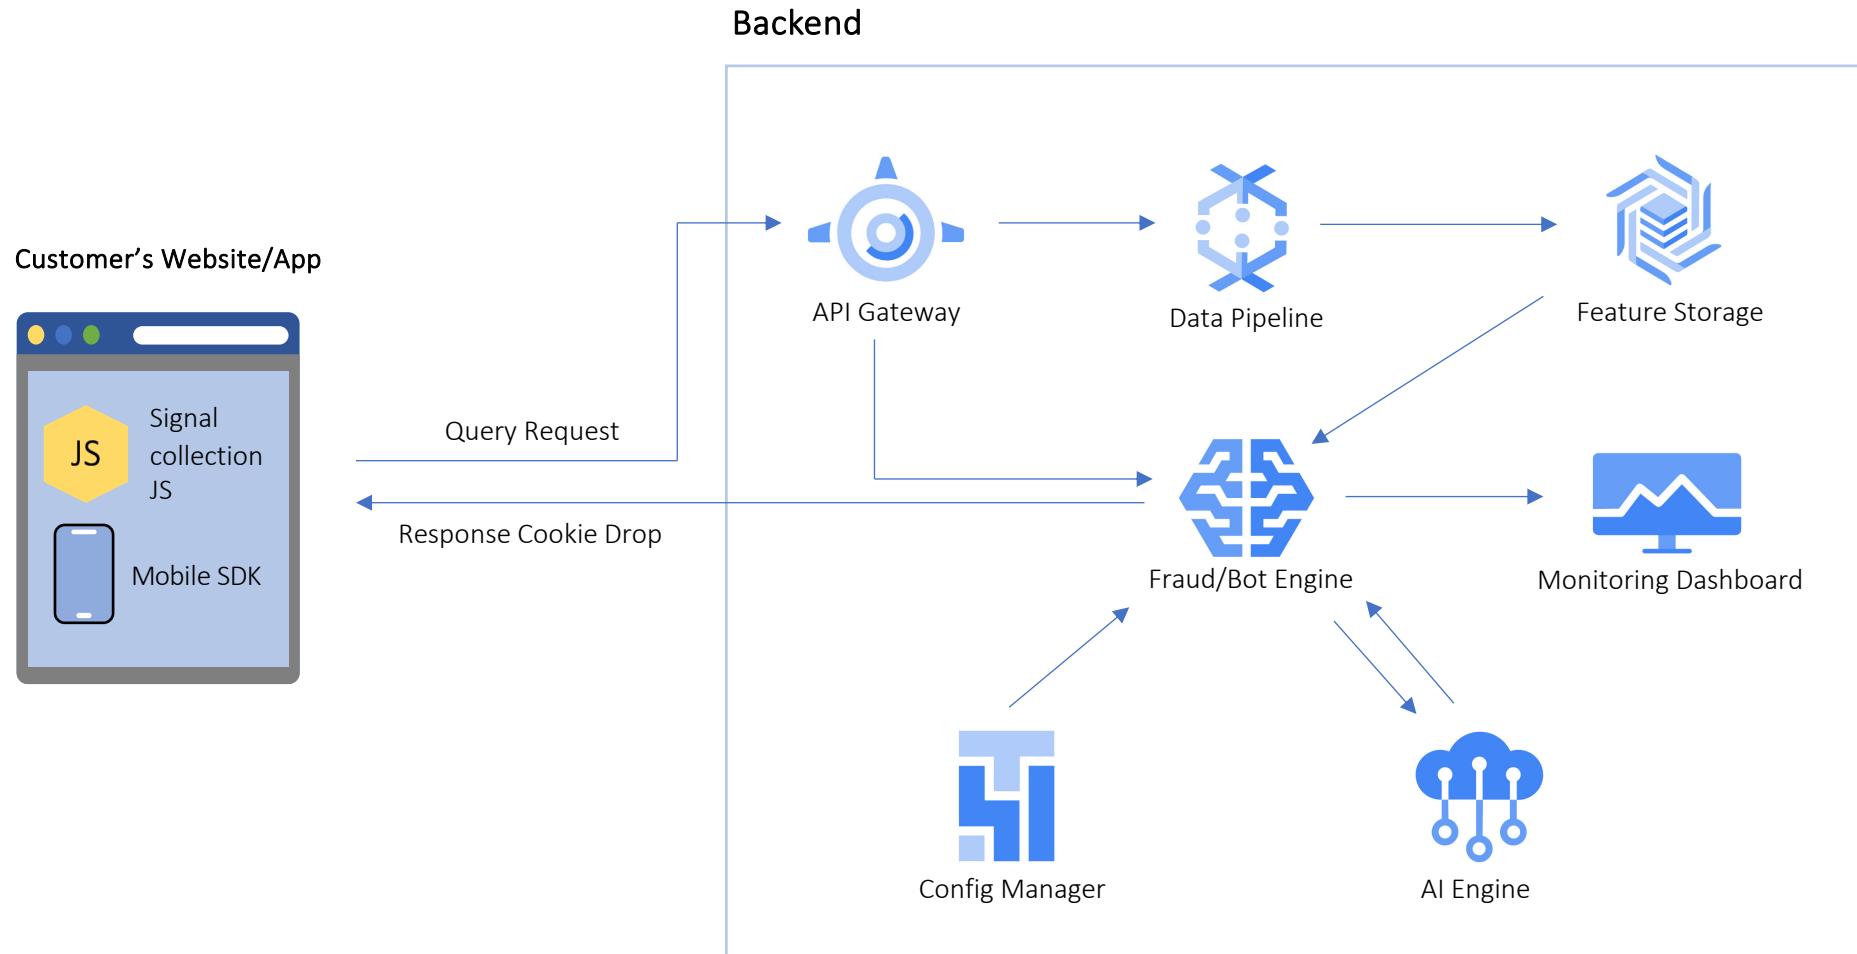 Backend
Customer’s Website/App
API Gateway
Data Pipeline
Feature Storage
JS
Signal
collection
JS
Mobile SDK
Query Request
Response Cookie Drop
Fraud/Bot Engine
Monitoring Dashboard
Config Manager
AI Engine